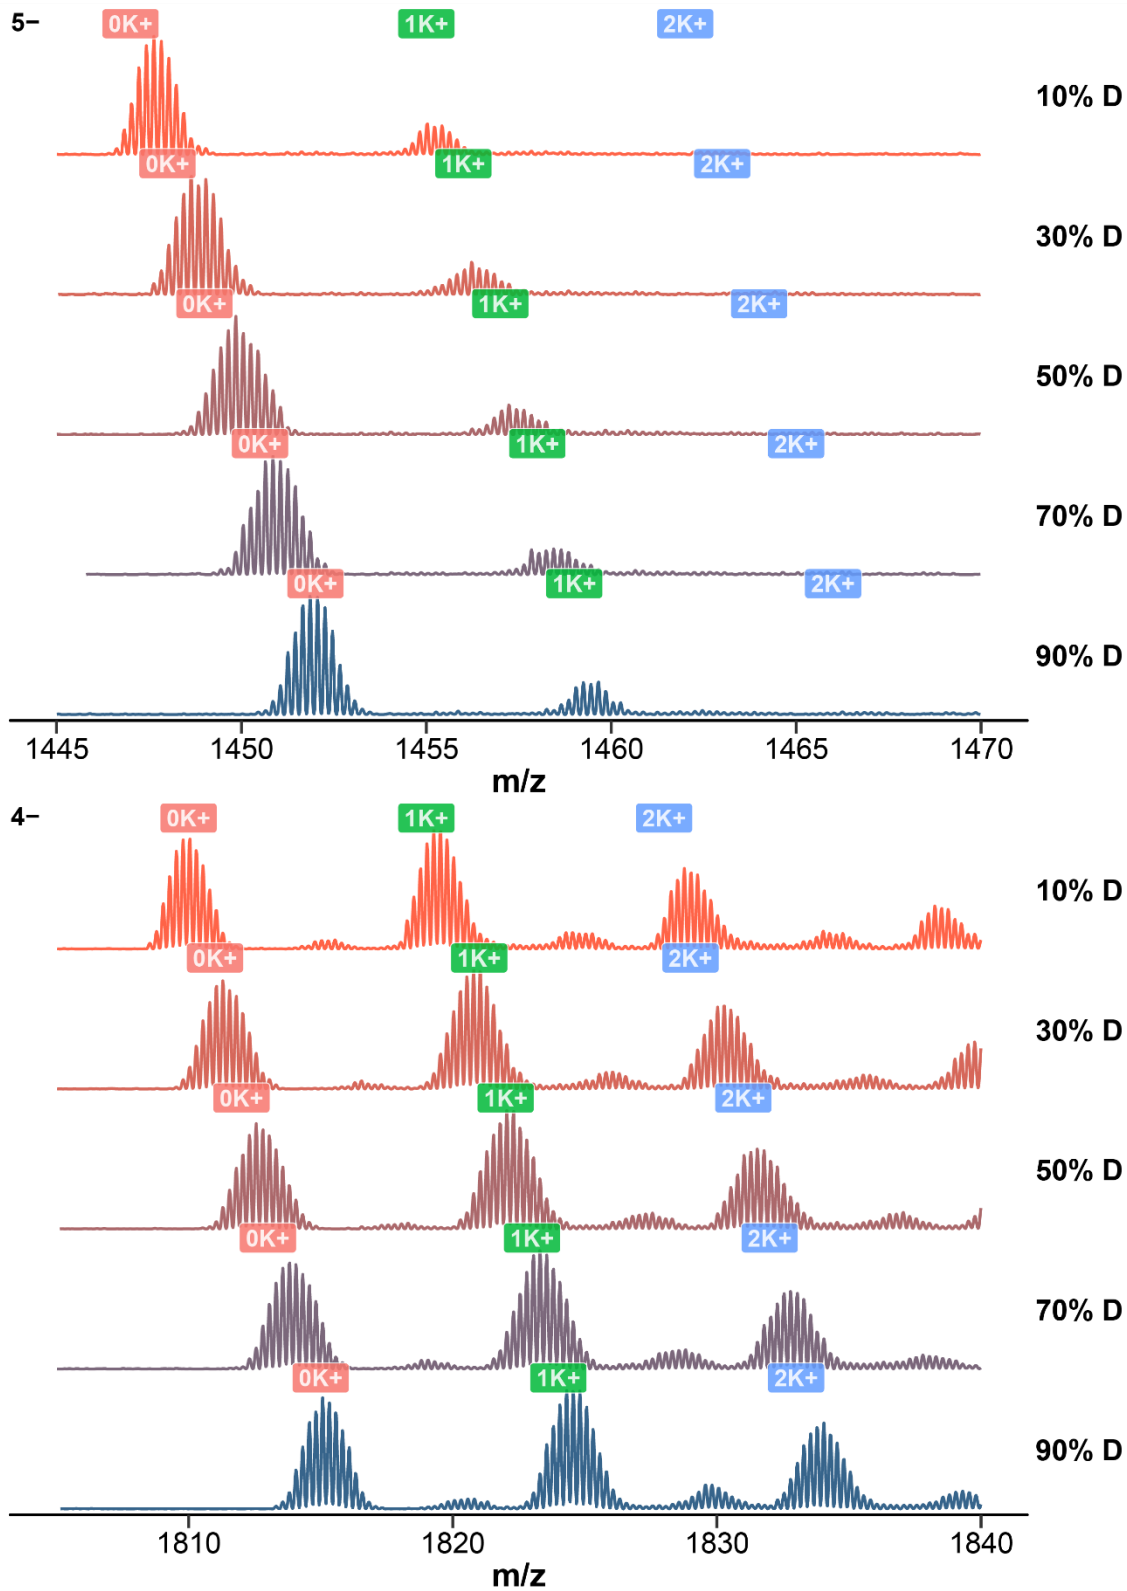 5−
0K+ 1K+ 2K+
10% D
0K+ 1K+ 2K+
30% D
0K+ 1K+ 2K+
50% D
0K+ 1K+ 2K+
70% D
0K+ 1K+ 2K+
90% D
1445 1450 1455 1460 1465 1470
m/z
4−
0K+ 1K+ 2K+
10% D
0K+ 1K+ 2K+
30% D
0K+ 1K+ 2K+
50% D
0K+ 1K+ 2K+
70% D
0K+ 1K+ 2K+
90% D
1810 1820 1830 1840
m/z